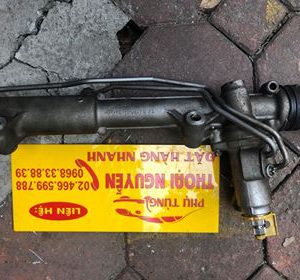 PHỤ TÙNG
THOẠI NGUYỄN
ĐẶT HÀNG NHANH
LIÊN HỆ:
02.466.599.788
0968.33.88.39